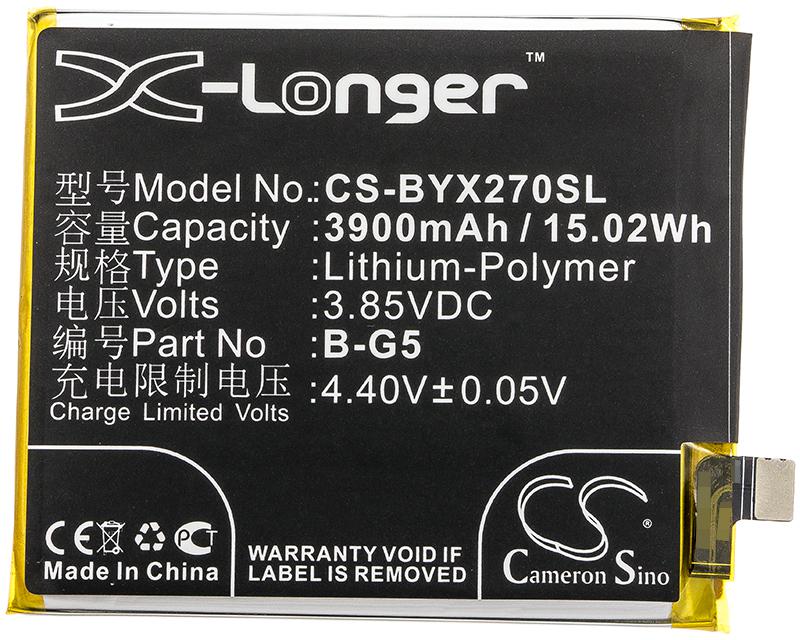 X-Longer™
型号Model No.:CS-BYX270SL
容量Capacity :3900mAh / 15.02Wh
规格Type :Lithium-Polymer
电压Volts :3.85VDC
编号Part No :B-G5
充电限制电压 :4.40V±0.05V
Charge Limited Volts
CE PCT
Made In China
WARRANTY VOID IF
LABEL IS REMOVED
CS®
Cameron Sino